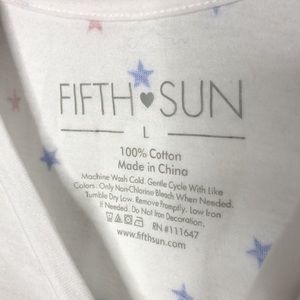 FIFTH♥SUN
L
100% Cotton
Made in China
Machine Wash Cold. Gentle Cycle With Like
Colors. Only Non-Chlorine Bleach When Needed.
Tumble Dry Low. Remove Promptly. Low Iron
If Needed. Do Not Iron Decoration.
RN #111647
www.fifthsun.com